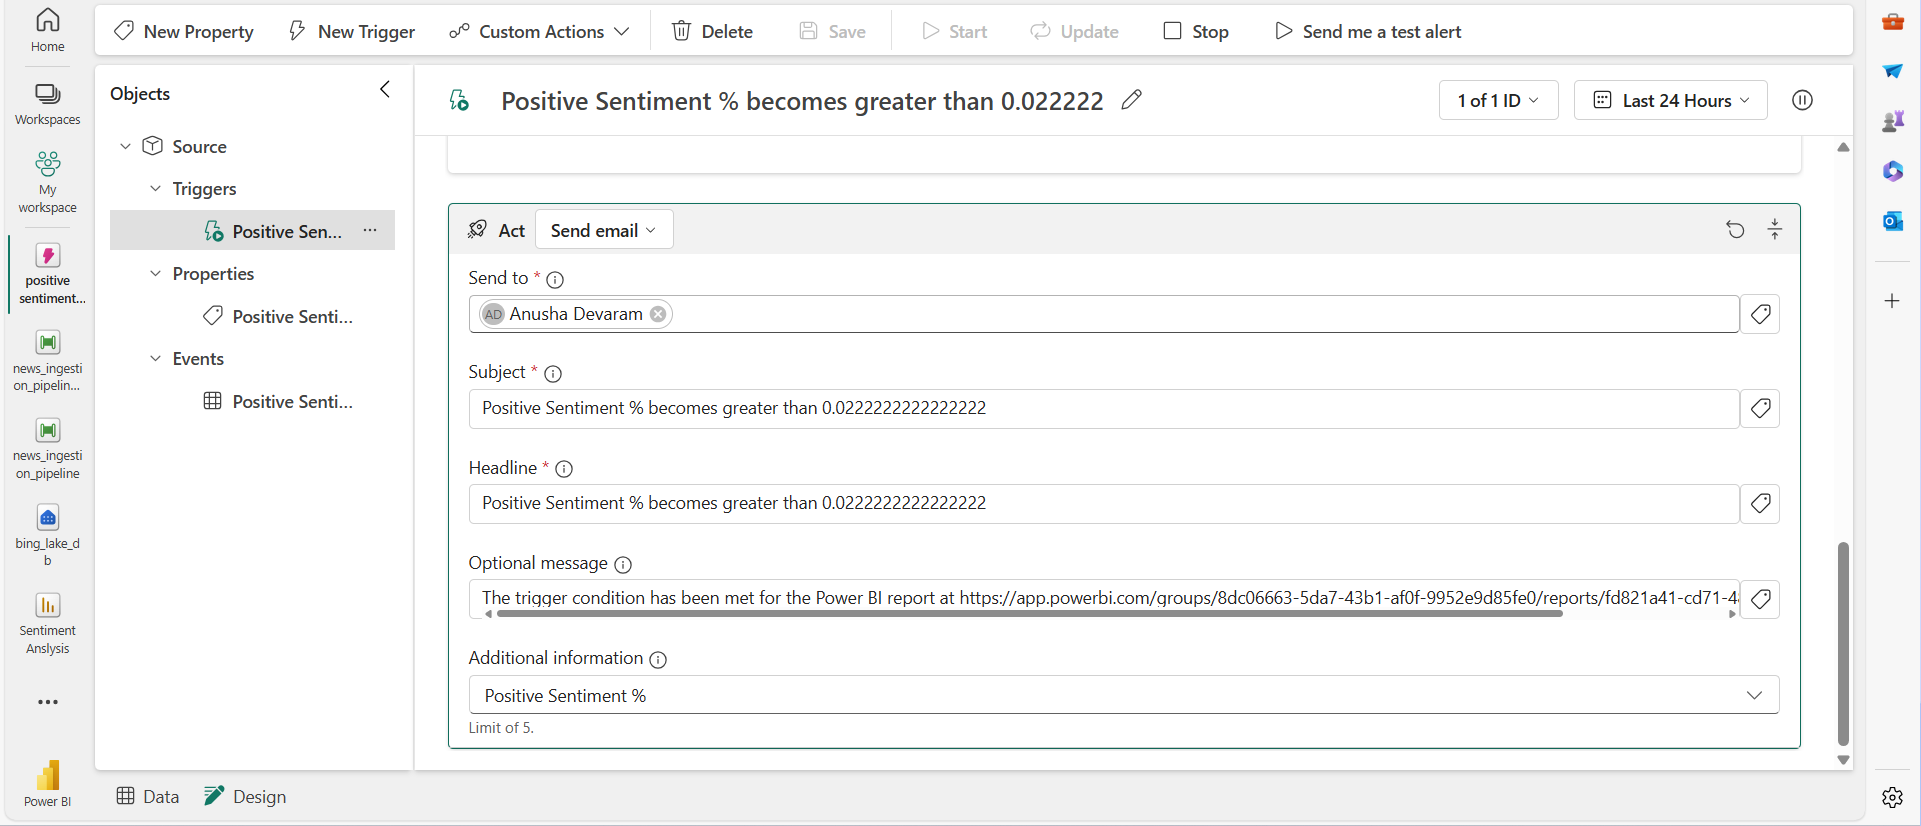 Home
Workspaces
My
workspace
positive
sentiment...
news_ingesti
on_pipelin...
news_ingesti
on_pipeline
bing_lake_d
b
Sentiment
Anslysis
Power BI
New Property
New Trigger
Custom Actions
Delete
Save
Start
Update
Stop
Send me a test alert
Objects
Source
Triggers
Positive Sen... ...
Properties
Positive Senti...
Events
Positive Senti...
Positive Sentiment % becomes greater than 0.022222
1 of 1 ID
Last 24 Hours
Act
Send email
Send to *
AD Anusha Devaram
Subject *
Positive Sentiment % becomes greater than 0.0222222222222222
Headline *
Positive Sentiment % becomes greater than 0.0222222222222222
Optional message
The trigger condition has been met for the Power BI report at https://app.powerbi.com/groups/8dc06663-5da7-43b1-af0f-9952e9d85fe0/reports/fd821a41-cd71-4
Additional information
Positive Sentiment %
Limit of 5.
Data
Design